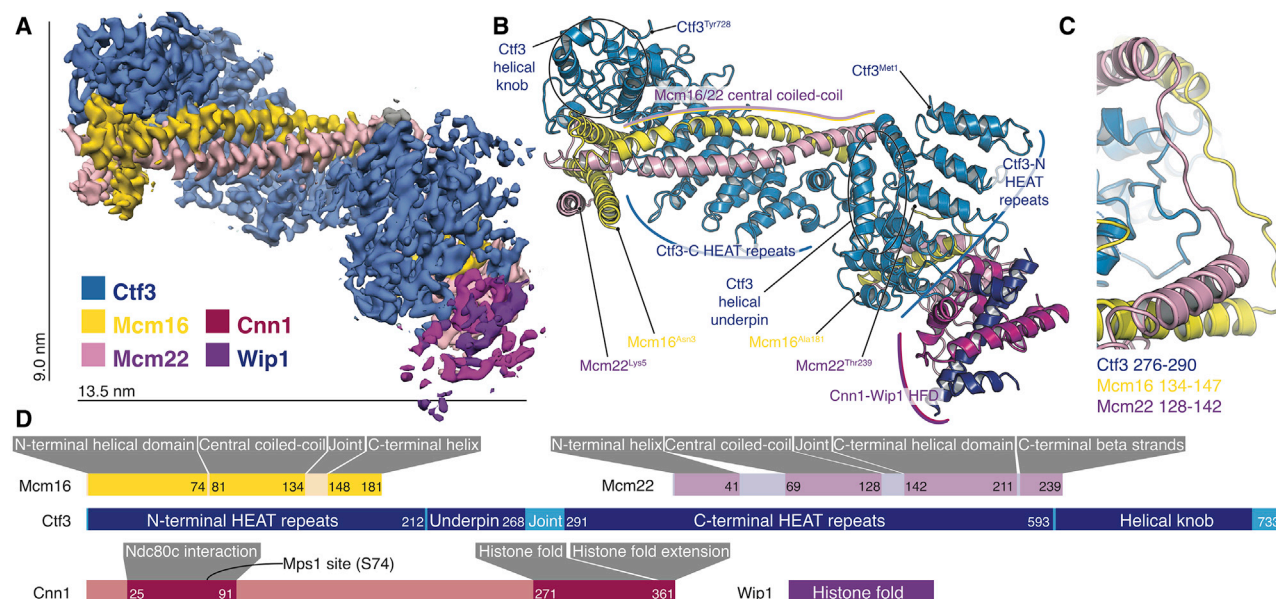 A
9.0 nm
13.5 nm
Ctf3
Mcm16
Cnn1
Mcm22
Wip1
B
Ctf3
helical
knob
Ctf3Tyr728
Mcm16/22 central coiled-coil
Ctf3Met1
Ctf3-N
HEAT
repeats
Ctf3-C HEAT repeats
Ctf3
helical
underpin
Mcm16Asn3
Mcm22Lys5
Mcm16Ala181
Mcm22Thr239
Cnn1-Wip1 HFD
C
Ctf3 276-290
Mcm16 134-147
Mcm22 128-142
D
N-terminal helical domain Central coiled-coil Joint C-terminal helix
Mcm16 74 81 134 148 181
N-terminal helix Central coiled-coil Joint C-terminal helical domain C-terminal beta strands
Mcm22 41 69 128 142 211 239
Ctf3 N-terminal HEAT repeats 212 Underpin 268 Joint 291 C-terminal HEAT repeats 593 Helical knob 733
Ndc80c interaction
Mps1 site (S74)
Histone fold Histone fold extension
Cnn1 25 91 271 361
Wip1 Histone fold